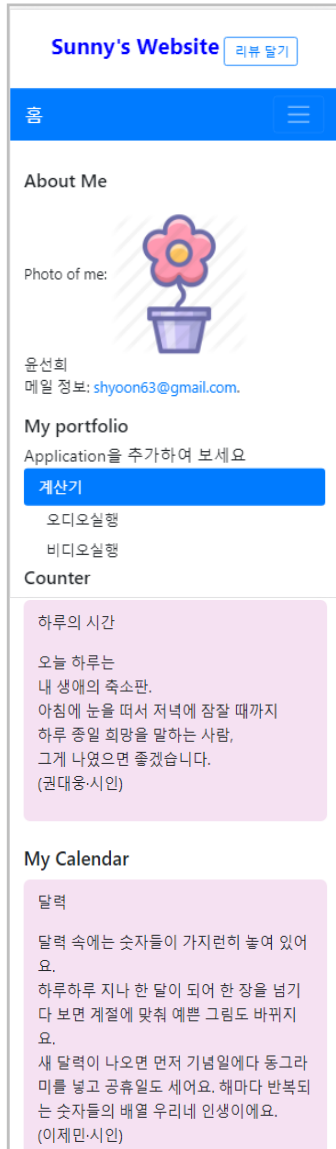 Sunny's Website 리뷰 달기
홈
About Me
Photo of me:
윤선희
메일 정보: shyoon63@gmail.com.
My portfolio
Application을 추가하여 보세요
계산기
오디오실행
비디오실행
Counter
하루의 시간
오늘 하루는
내 생애의 축소판.
아침에 눈을 떠서 저녁에 잠잘 때까지
하루 종일 희망을 말하는 사람,
그게 나였으면 좋겠습니다.
(권대웅·시인)
My Calendar
달력
달력 속에는 숫자들이 가지런히 놓여 있어
요.
하루하루 지나 한 달이 되어 한 장을 넘기
다 보면 계절에 맞춰 예쁜 그림도 바뀌지
요.
새 달력이 나오면 먼저 기념일에다 동그라
미를 넣고 공휴일도 세어요. 해마다 반복되
는 숫자들의 배열 우리네 인생이에요.
(이제민·시인)